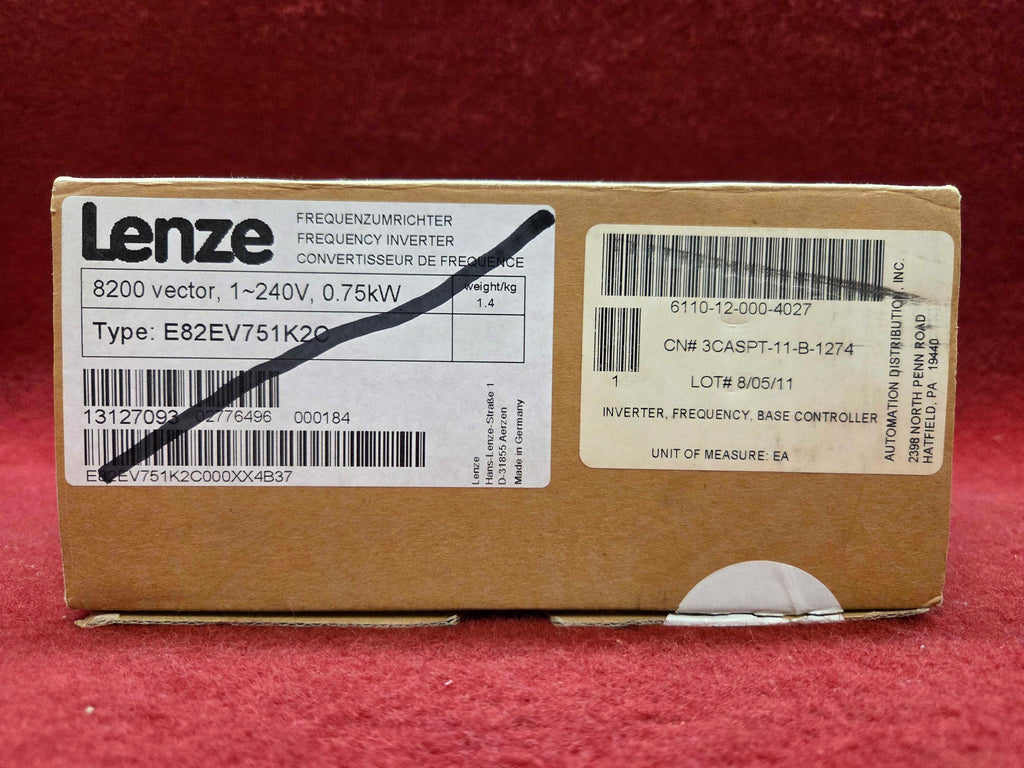 Lenze
FREQUENZUMRICHTER
FREQUENCY INVERTER
CONVERTISSEUR DE FREQUENCE
8200 vector, 1~240V, 0.75kW
weight/kg
1.4
Type: E82EV751K2C
13127093 02776496 000184
E82EV751K2C000XX4B37
Lenze
Hans-Lenze-Straße 1
D-31855 Aerzen
Made in Germany
6110-12-000-4027
CN# 3CASPT-11-B-1274
1
LOT# 8/05/11
INVERTER, FREQUENCY, BASE CONTROLLER
UNIT OF MEASURE: EA
AUTOMATION DISTRIBUTION, INC.
2398 NORTH PENN ROAD
HATFIELD, PA 19440